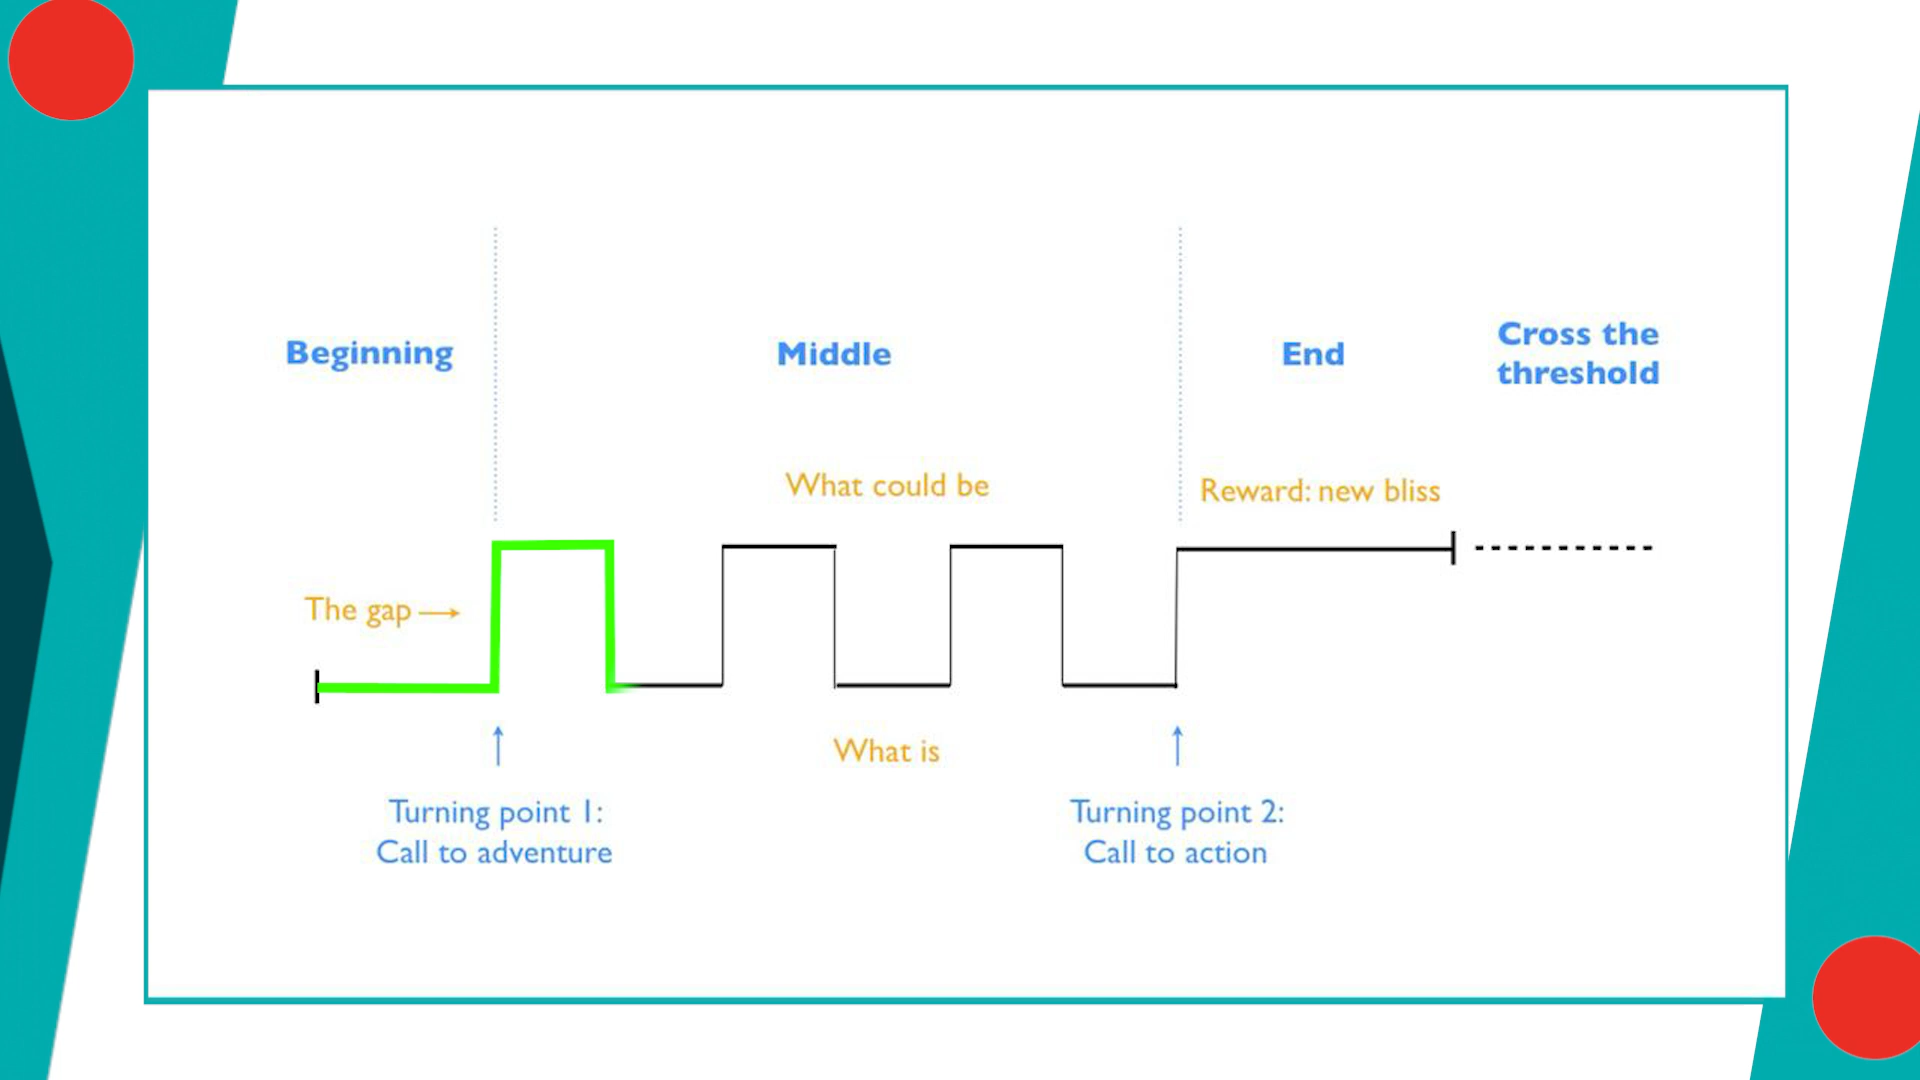 Beginning
Middle
End
Cross the
threshold
What could be
Reward: new bliss
The gap
What is
Turning point 1:
Call to adventure
Turning point 2:
Call to action